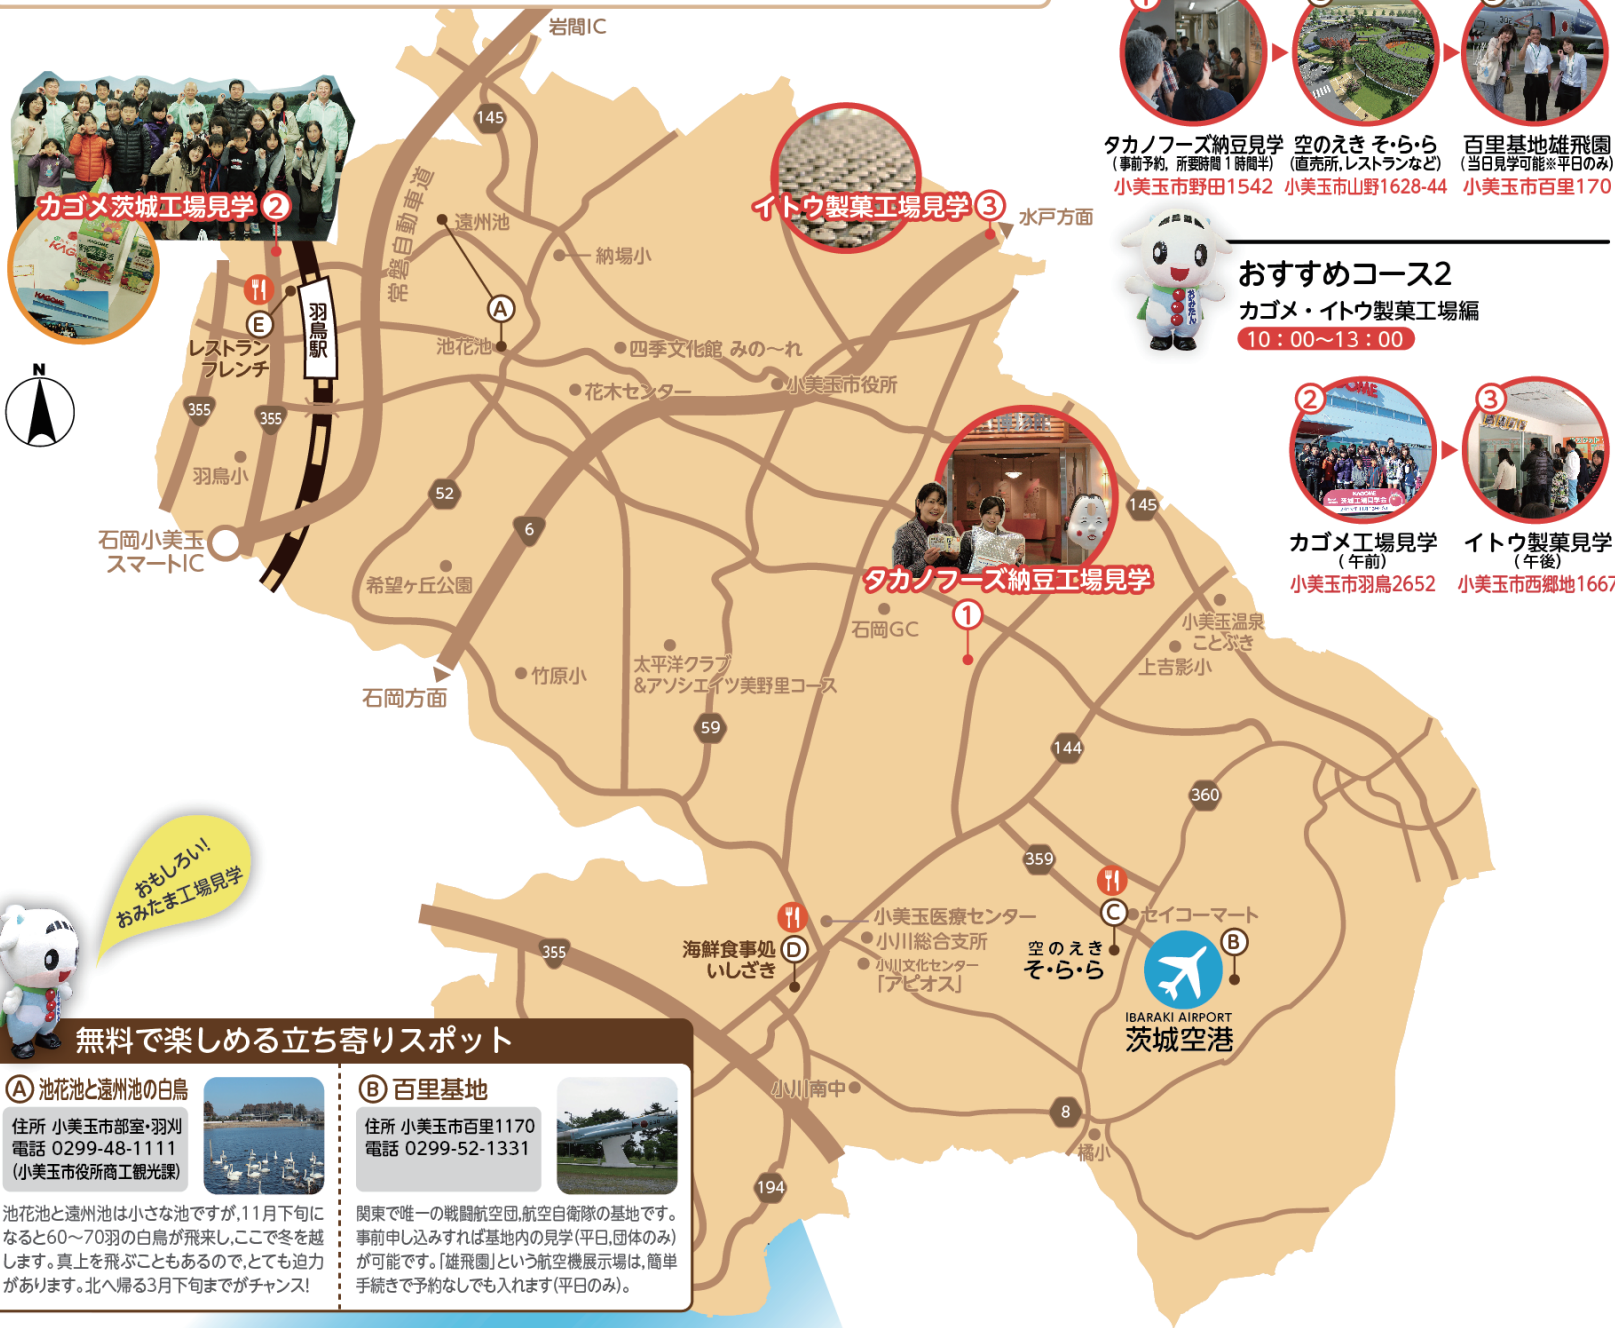 岩間IC
145
常磐自動車道
カゴメ茨城工場見学 ②
KAGOME
遠州池
納場小
イトウ製菓工場見学 ③
水戸方面
A
池花池
四季文化館 みの～れ
花木センター
小美玉市役所
E
レストラン
フレンチ
羽鳥駅
N
355
355
羽鳥小
石岡小美玉
スマートIC
52
6
希望ヶ丘公園
石岡方面
竹原小
太平洋クラブ
&アソシエイツ美野里コース
59
タカノフーズ納豆工場見学
①
石岡GC
145
小美玉温泉
ことぶき
上吉影小
144
360
359
C
セイコーマート
空のえき
そ・ら・ら
B
IBARAKI AIRPORT
茨城空港
海鮮食事処
いしざき
D
小美玉医療センター
小川総合支所
小川文化センター
「アピオス」
355
小川南中
8
橘小
194
①
タカノフーズ納豆見学
(事前予約, 所要時間1時間半)
小美玉市野田1542
空のえき そ・ら・ら
(直売所,レストランなど)
小美玉市山野1628-44
百里基地雄飛園
(当日見学可能※平日のみ)
小美玉市百里170
おみたん
おすすめコース2
カゴメ・イトウ製菓工場編
10：00～13：00
②
カゴメ工場見学
(午前)
小美玉市羽鳥2652
③
イトウ製菓見学
(午後)
小美玉市西郷地1667
おもしろい!
おみたま工場見学
無料で楽しめる立ち寄りスポット
Ⓐ 池花池と遠州池の白鳥
住所 小美玉市部室・羽刈
電話 0299-48-1111
(小美玉市役所商工観光課)
池花池と遠州池は小さな池ですが,11月下旬に
なると60～70羽の白鳥が飛来し,ここで冬を越
します。真上を飛ぶこともあるので,とても迫力
があります。北へ帰る3月下旬までがチャンス!
Ⓑ 百里基地
住所 小美玉市百里1170
電話 0299-52-1331
関東で唯一の戦闘航空団,航空自衛隊の基地です。
事前申し込みすれば基地内の見学(平日,団体のみ)
が可能です。「雄飛園」という航空機展示場は,簡単
手続きで予約なしでも入れます(平日のみ)。